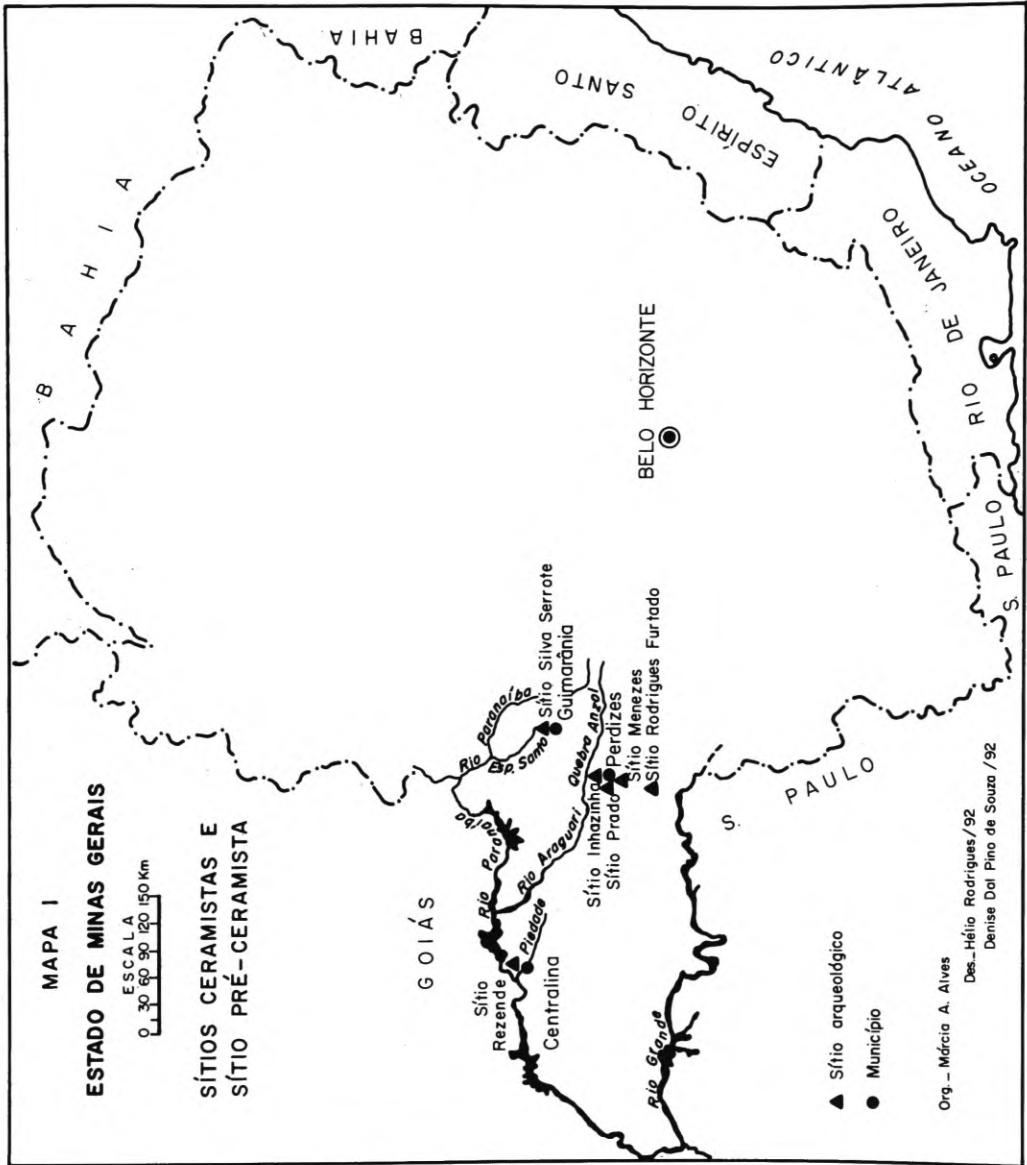 MAPA I
ESTADO DE MINAS GERAIS
ESCALA
0 30 60 90 120 150 Km
SÍTIOS CERAMISTAS E
SÍTIO PRÉ-CERAMISTA
BAHIA
BAHIA
GOIÁS
ESPÍRITO
SANTO
OCEANO ATLÂNTICO
RIO DE JANEIRO
S. PAULO
S. PAULO
BELO HORIZONTE
Rio Paranaíba
Esp. Santo
Sítio Silva Serrote
Guimarânia
Rio Paranaíba
Rio Araguari
Quebra Anzol
Sítio Inhazinha
Perdizes
Sítio Prado
Sítio Menezes
Sítio Rodrigues Furtado
Sítio
Rezende
Piedade
Centralina
Rio Grande
Sítio arqueológico
Município
Org._ Márcia A. Alves
Des._ Hélio Rodrigues/92
Denise Dal Pino de Souza/92